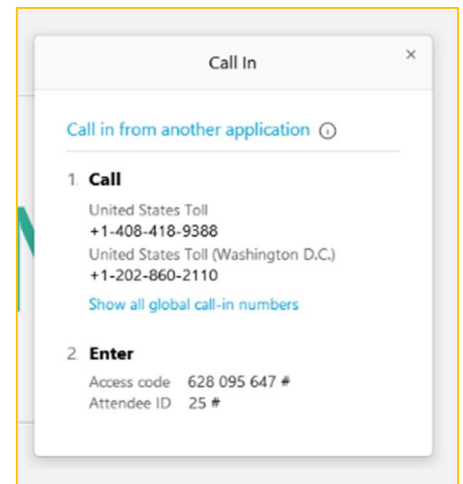 Call In
×
Call in from another application
1. Call
United States Toll
+1-408-418-9388
United States Toll (Washington D.C.)
+1-202-860-2110
Show all global call-in numbers
2. Enter
Access code 628 095 647 #
Attendee ID 25 #